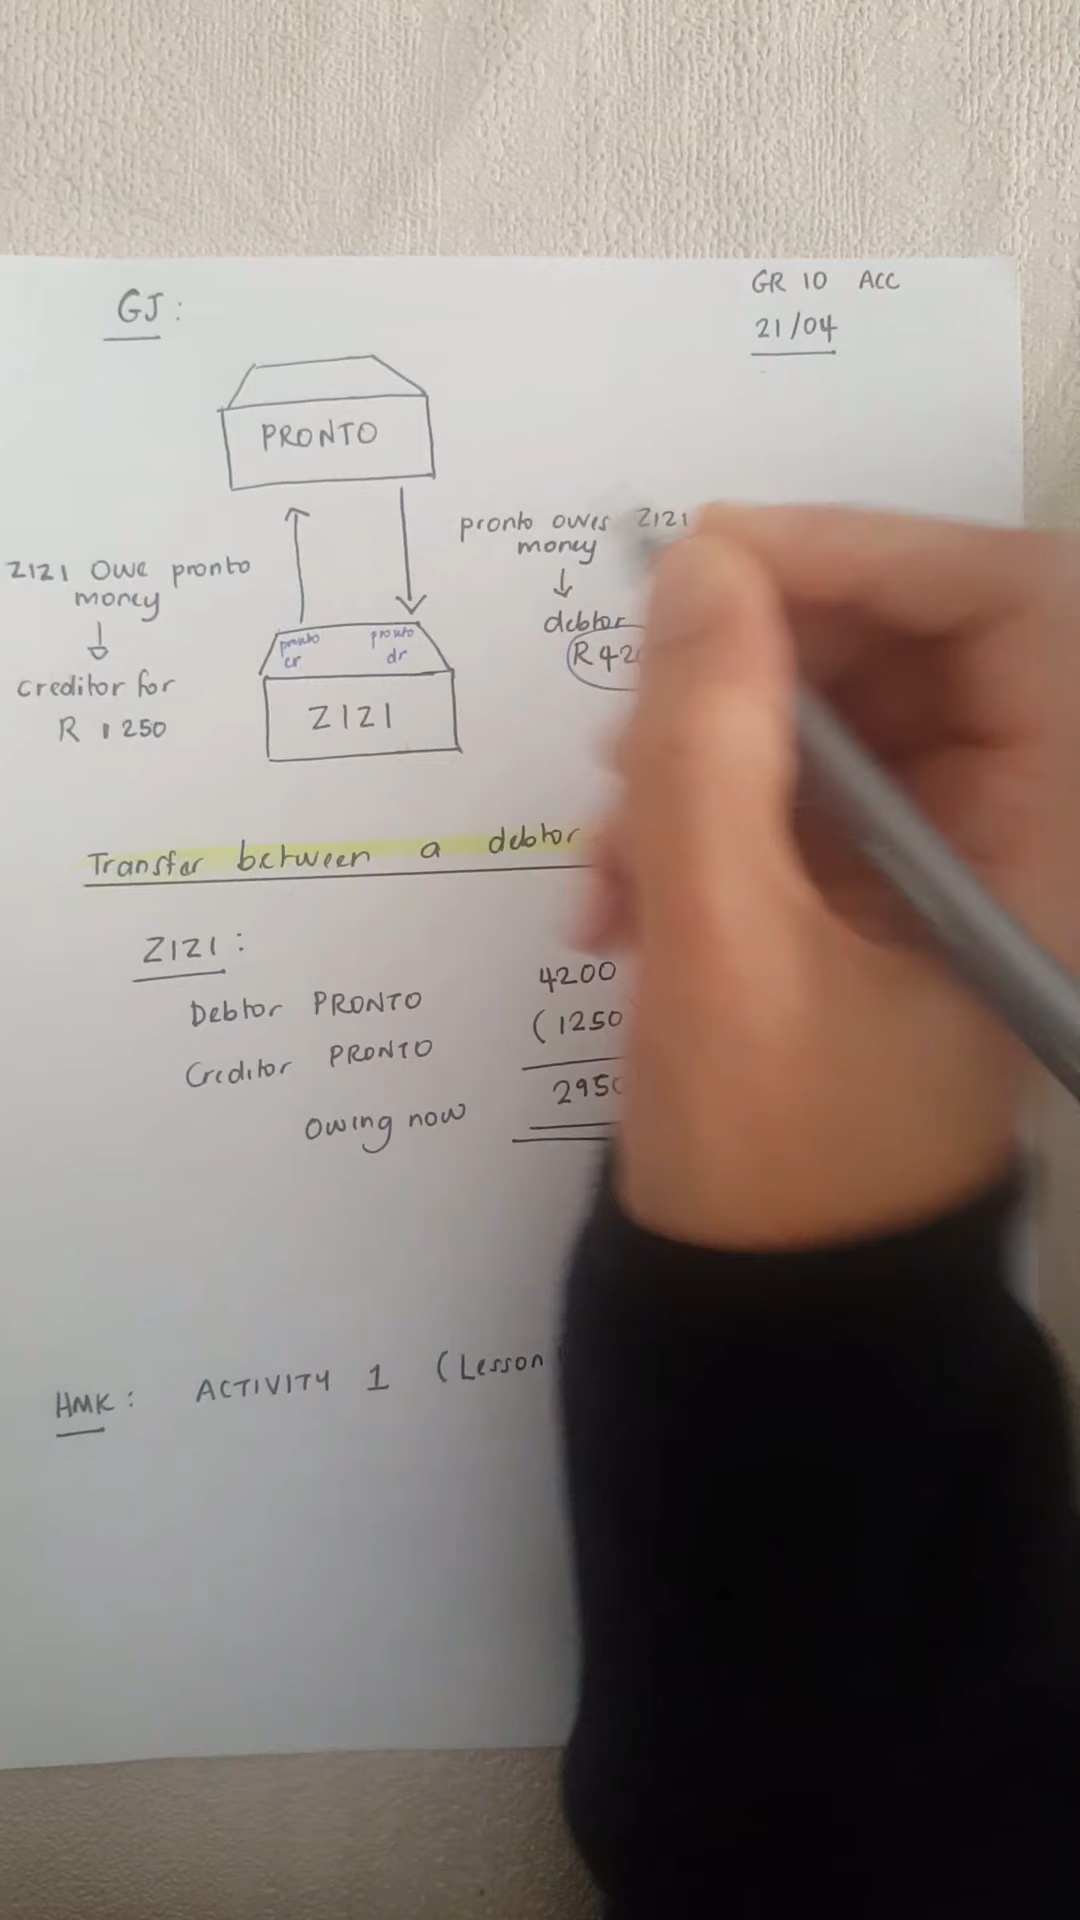 GJ:
GR 10 ACC
21/04
PRONTO
pronto owes ZIZI
money
debtor
ZIZI owe pronto
money
creditor for
R 1250
pronto
cr
pronto
dr
ZIZI
Transfer between a debtor
ZIZI:
Debtor PRONTO 4200
Creditor PRONTO (1250
Owing now 2950
HMK: ACTIVITY 1 (Lesson